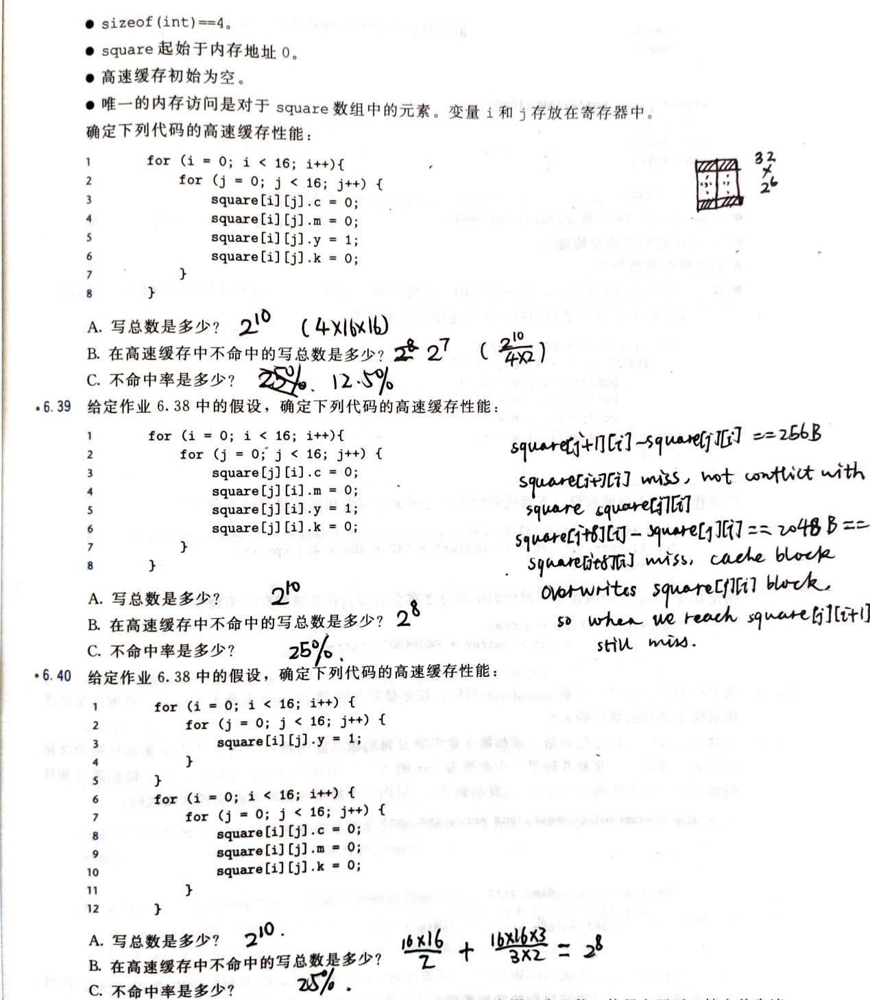 ● sizeof(int)==4。
● square 起始于内存地址 0。
● 高速缓存初始为空。
● 唯一的内存访问是对于 square 数组中的元素。变量 i 和 j 存放在寄存器中。
确定下列代码的高速缓存性能：
1 for (i = 0; i < 16; i++){
2 for (j = 0; j < 16; j++) {
3 square[i][j].c = 0;
4 square[i][j].m = 0;
5 square[i][j].y = 1;
6 square[i][j].k = 0;
7 }
8 }
32
×
2^6
A. 写总数是多少？ 2^10 (4×16×16)
B. 在高速缓存中不命中的写总数是多少？ 2^8 2^7 (2^10/4×2)
C. 不命中率是多少？ 25%. 12.5%
*6.39 给定作业 6.38 中的假设，确定下列代码的高速缓存性能：
1 for (i = 0; i < 16; i++){
2 for (j = 0; j < 16; j++) {
3 square[j][i].c = 0;
4 square[j][i].m = 0;
5 square[j][i].y = 1;
6 square[j][i].k = 0;
7 }
8 }
square[j+1][i]-square[j][i] ==256B
square[j+1][i] miss, not conflict with
square square[j][i]
square[j+8][i] - square[j][i] == 2048B ==
square[j+8][i] miss, cache block
overwrites square[j][i] block,
so when we reach square[j][i+1]
still miss.
A. 写总数是多少？ 2^10
B. 在高速缓存中不命中的写总数是多少？ 2^8
C. 不命中率是多少？ 25%.
*6.40 给定作业 6.38 中的假设，确定下列代码的高速缓存性能：
1 for (i = 0; i < 16; i++) {
2 for (j = 0; j < 16; j++) {
3 square[i][j].y = 1;
4 }
5 }
6 for (i = 0; i < 16; i++) {
7 for (j = 0; j < 16; j++) {
8 square[i][j].c = 0;
9 square[i][j].m = 0;
10 square[i][j].k = 0;
11 }
12 }
A. 写总数是多少？ 2^10.
B. 在高速缓存中不命中的写总数是多少？ 16×16/2 + 16×16×3/3×2 = 2^8
C. 不命中率是多少？ 25%.